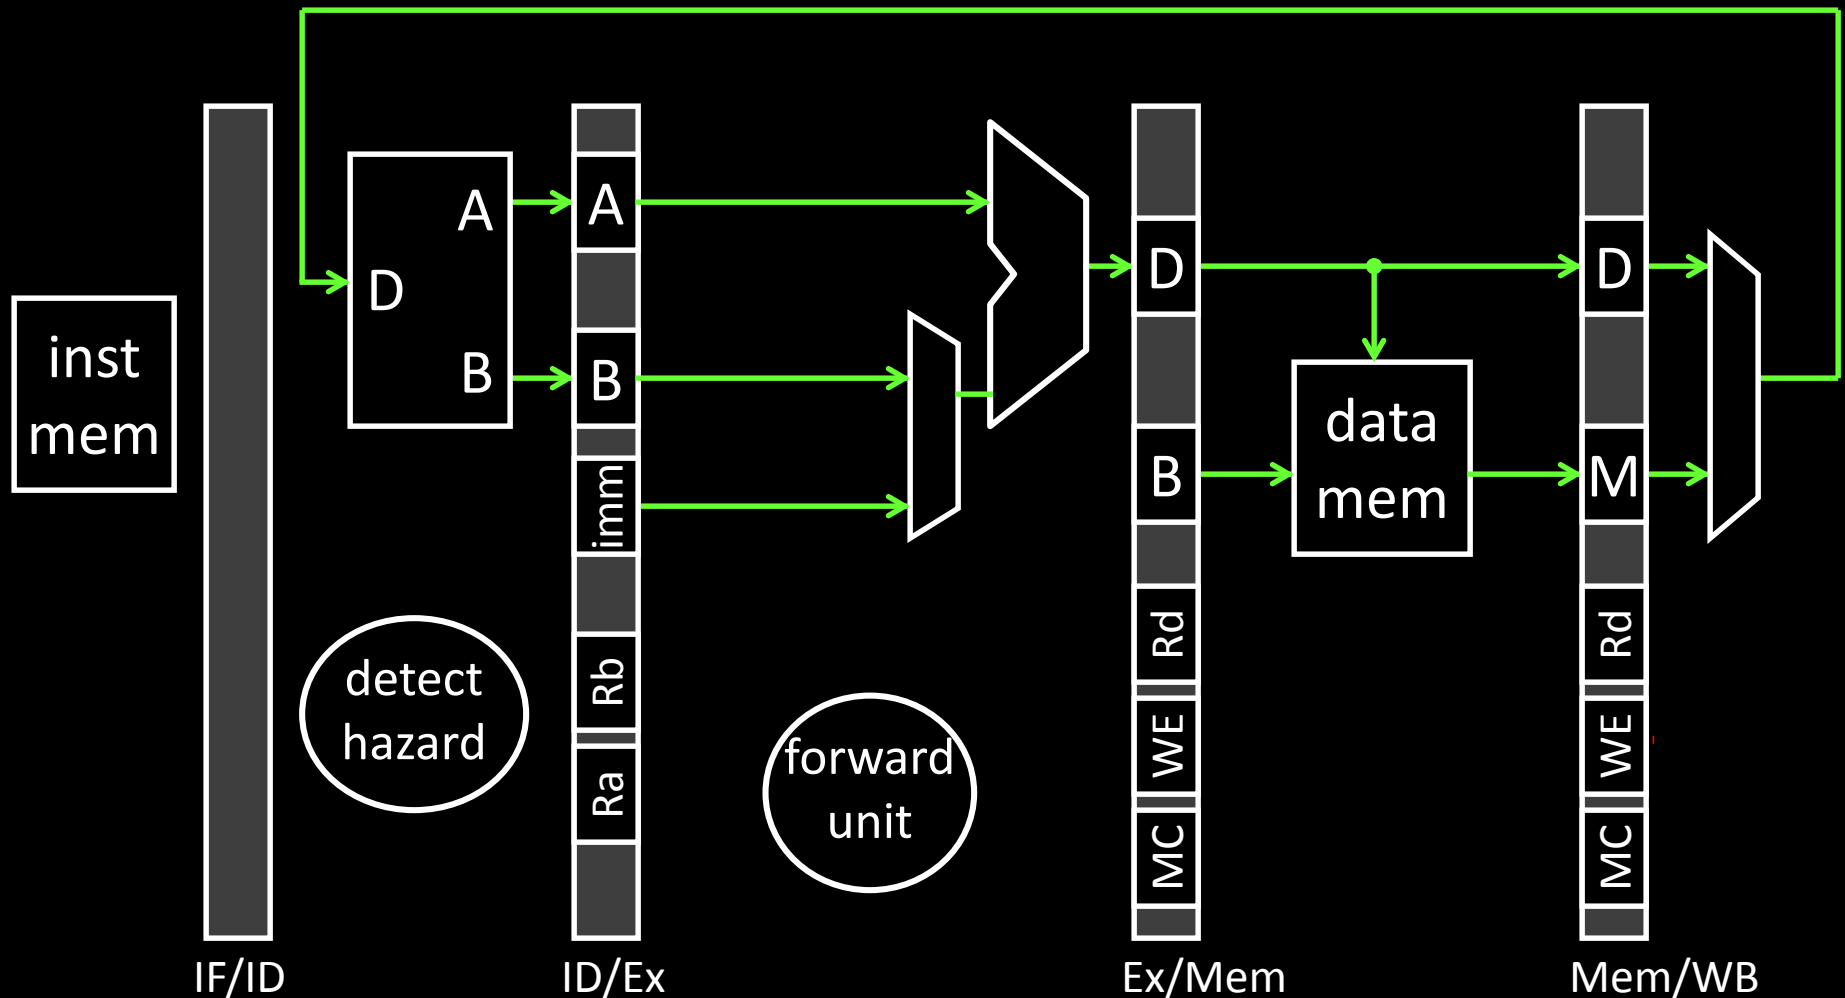 inst
mem
D
A
B
detect
hazard
A
B
imm
Rb
Ra
forward
unit
D
B
Rd
WE
MC
data
mem
D
M
Rd
WE
MC
IF/ID
ID/Ex
Ex/Mem
Mem/WB